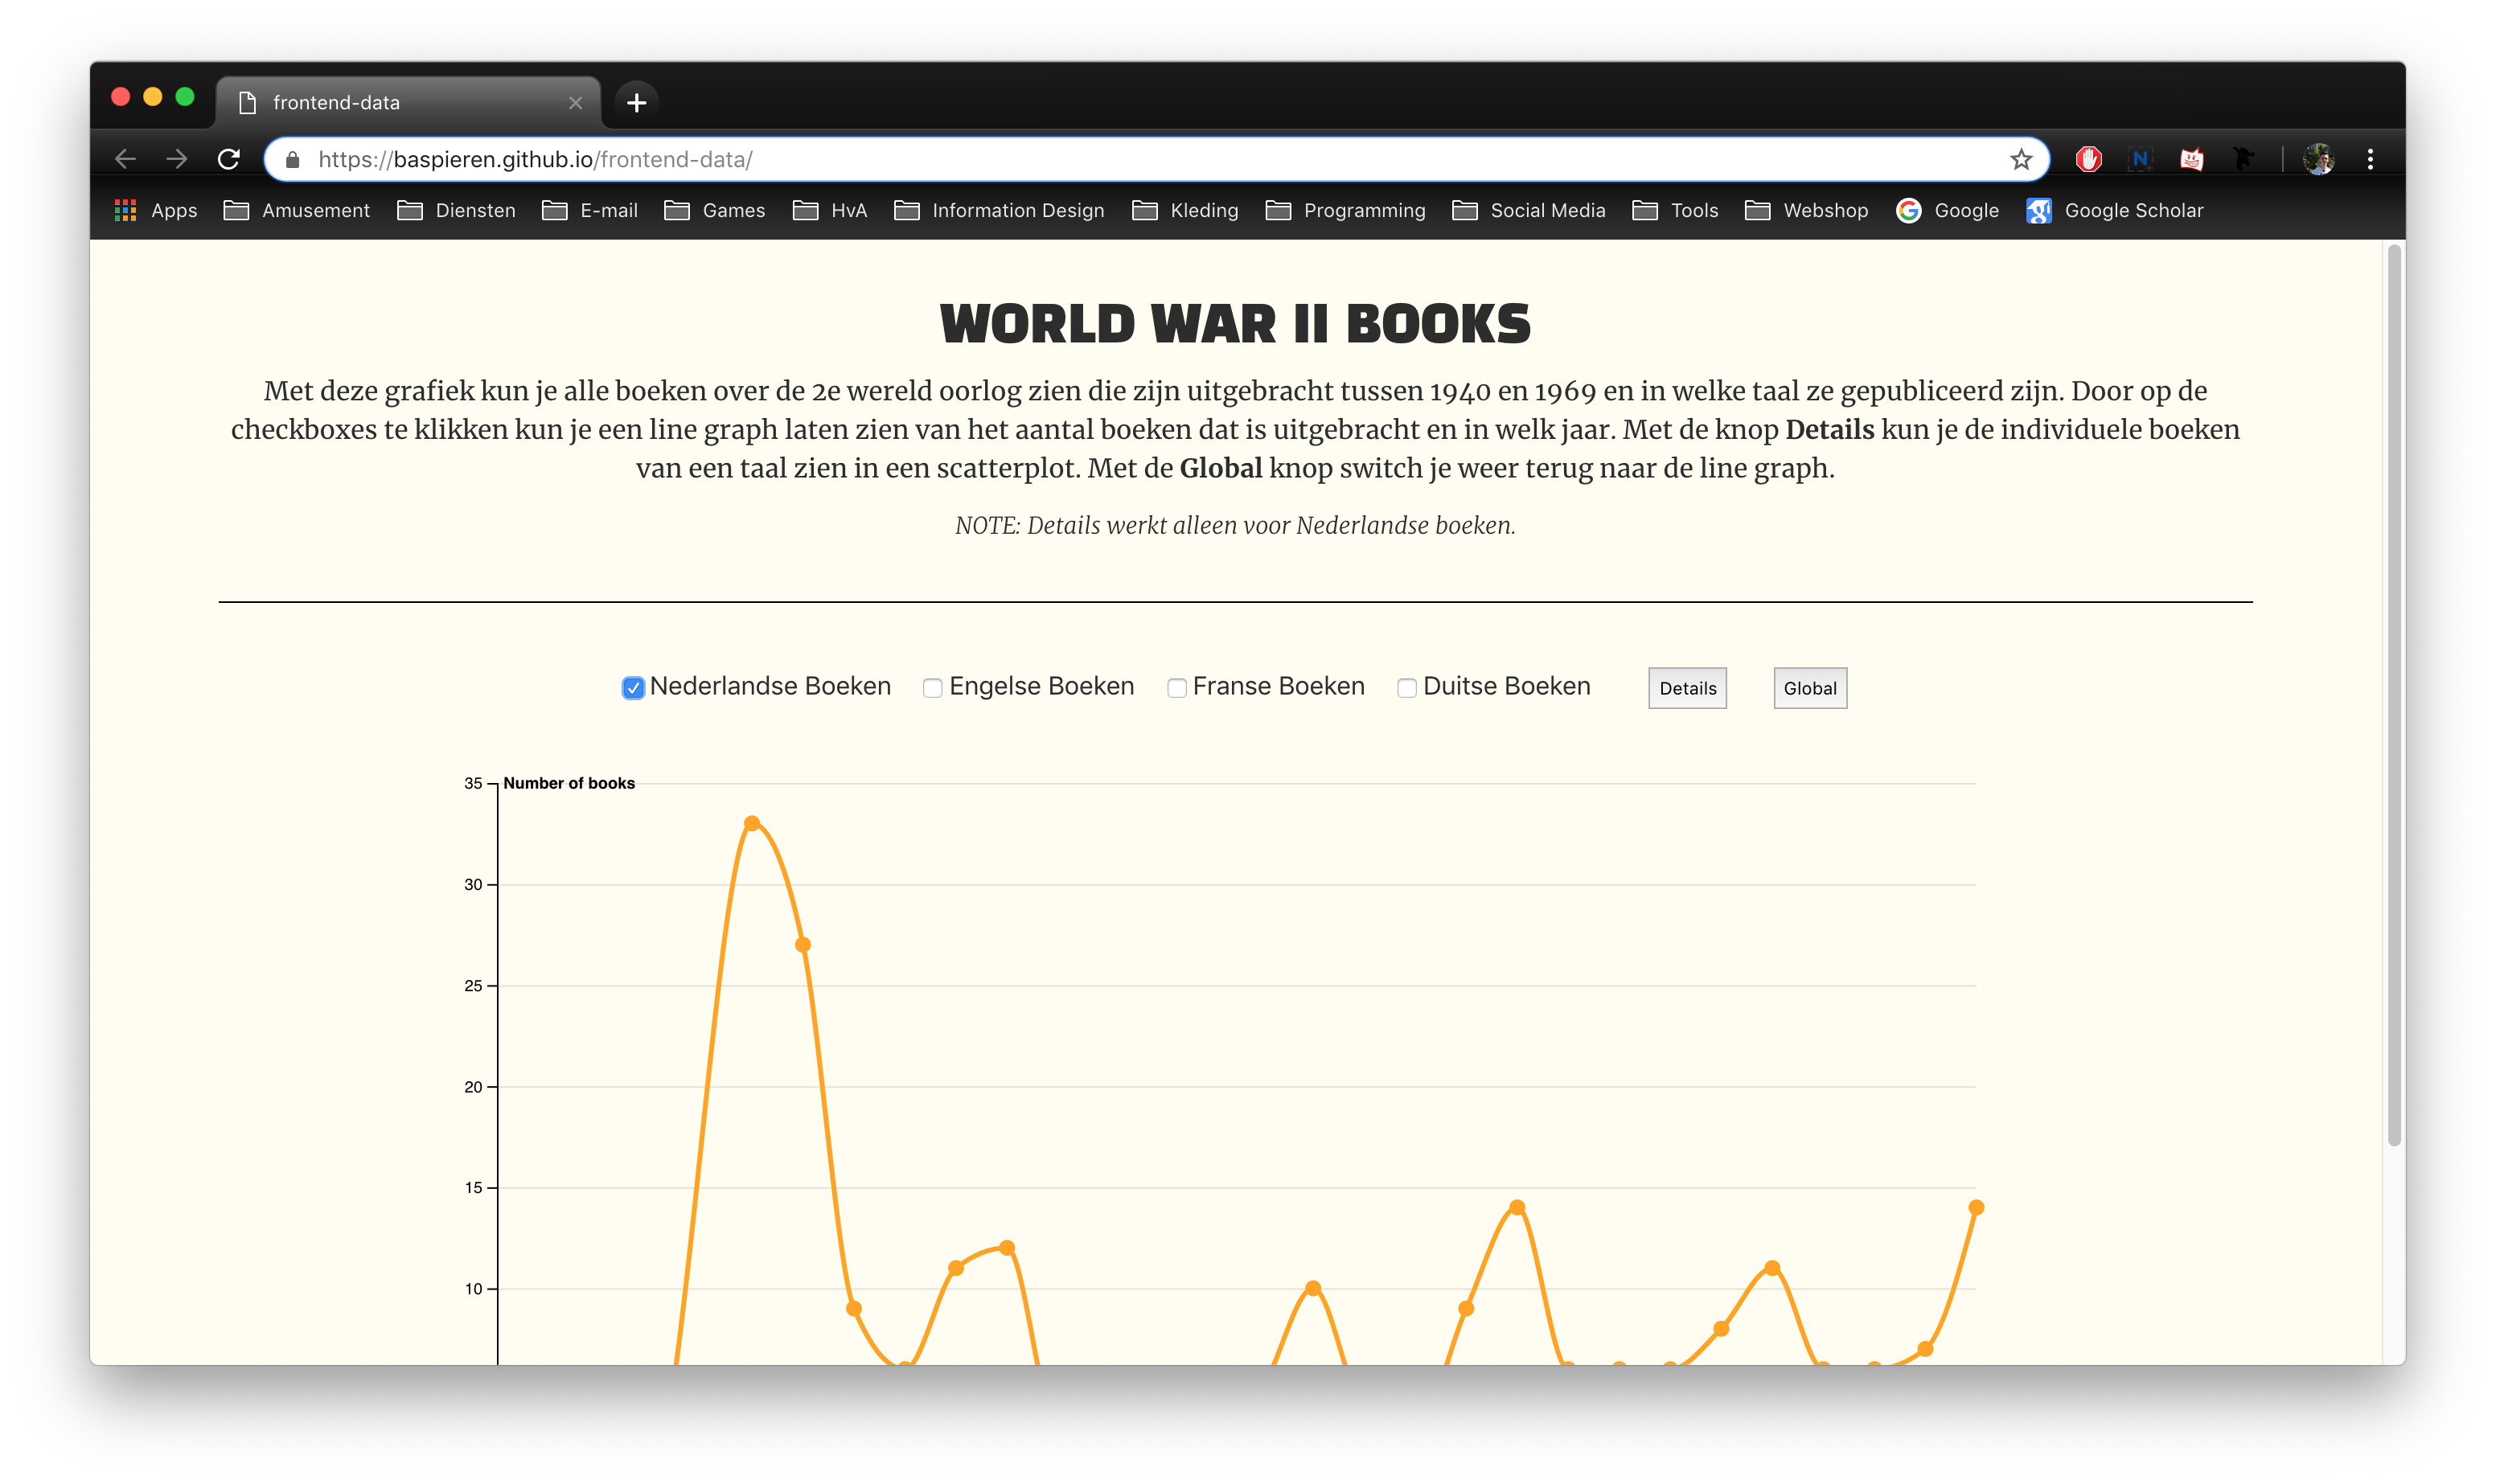 frontend-data
https://baspieren.github.io/frontend-data/
Apps Amusement Diensten E-mail Games HvA Information Design Kleding Programming Social Media Tools Webshop Google Google Scholar
WORLD WAR II BOOKS
Met deze grafiek kun je alle boeken over de 2e wereld oorlog zien die zijn uitgebracht tussen 1940 en 1969 en in welke taal ze gepubliceerd zijn. Door op de
checkboxes te klikken kun je een line graph laten zien van het aantal boeken dat is uitgebracht en in welk jaar. Met de knop Details kun je de individuele boeken
van een taal zien in een scatterplot. Met de Global knop switch je weer terug naar de line graph.
NOTE: Details werkt alleen voor Nederlandse boeken.
Nederlandse Boeken Engelse Boeken Franse Boeken Duitse Boeken Details Global
35 Number of books
30
25
20
15
10